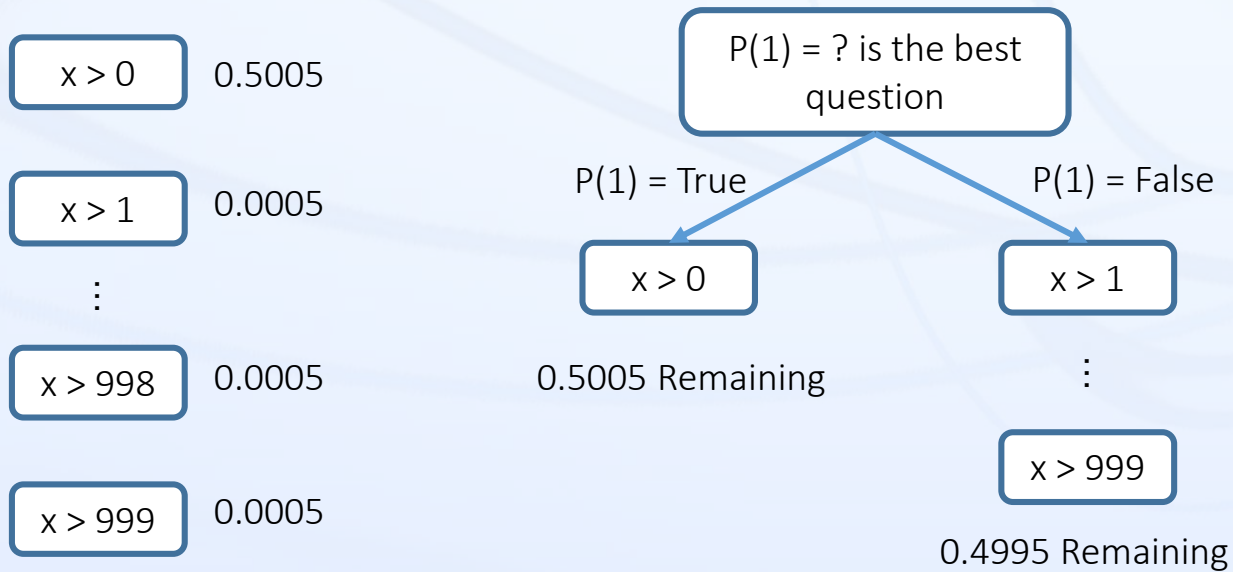 x > 0
0.5005
x > 1
0.0005
⋮
x > 998
0.0005
x > 999
0.0005
P(1) = ? is the best
question
P(1) = True
P(1) = False
x > 0
0.5005 Remaining
x > 1
⋮
x > 999
0.4995 Remaining